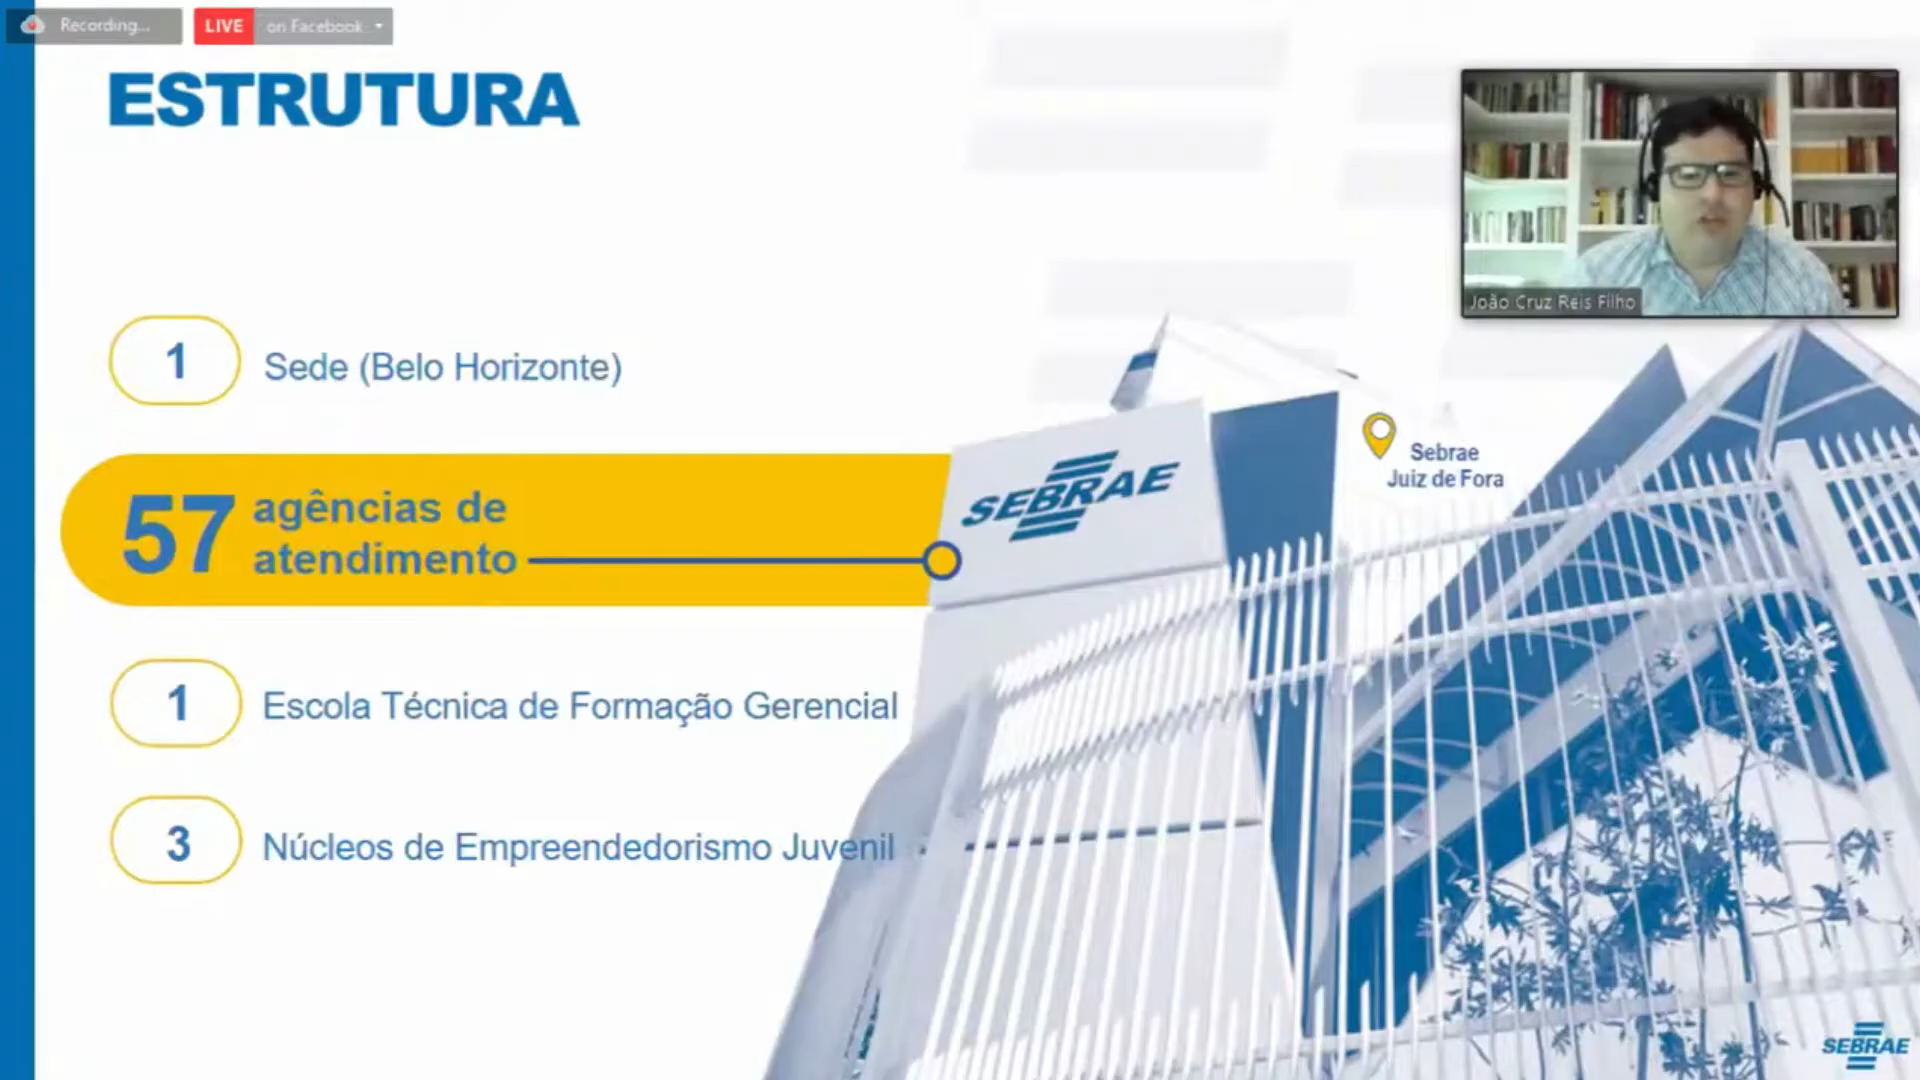 Recording...
LIVE on Facebook
ESTRUTURA
João Cruz Reis Filho
1 Sede (Belo Horizonte)
57 agências de
atendimento
SEBRAE
Sebrae
Juiz de Fora
1 Escola Técnica de Formação Gerencial
3 Núcleos de Empreendedorismo Juvenil
SEBRAE